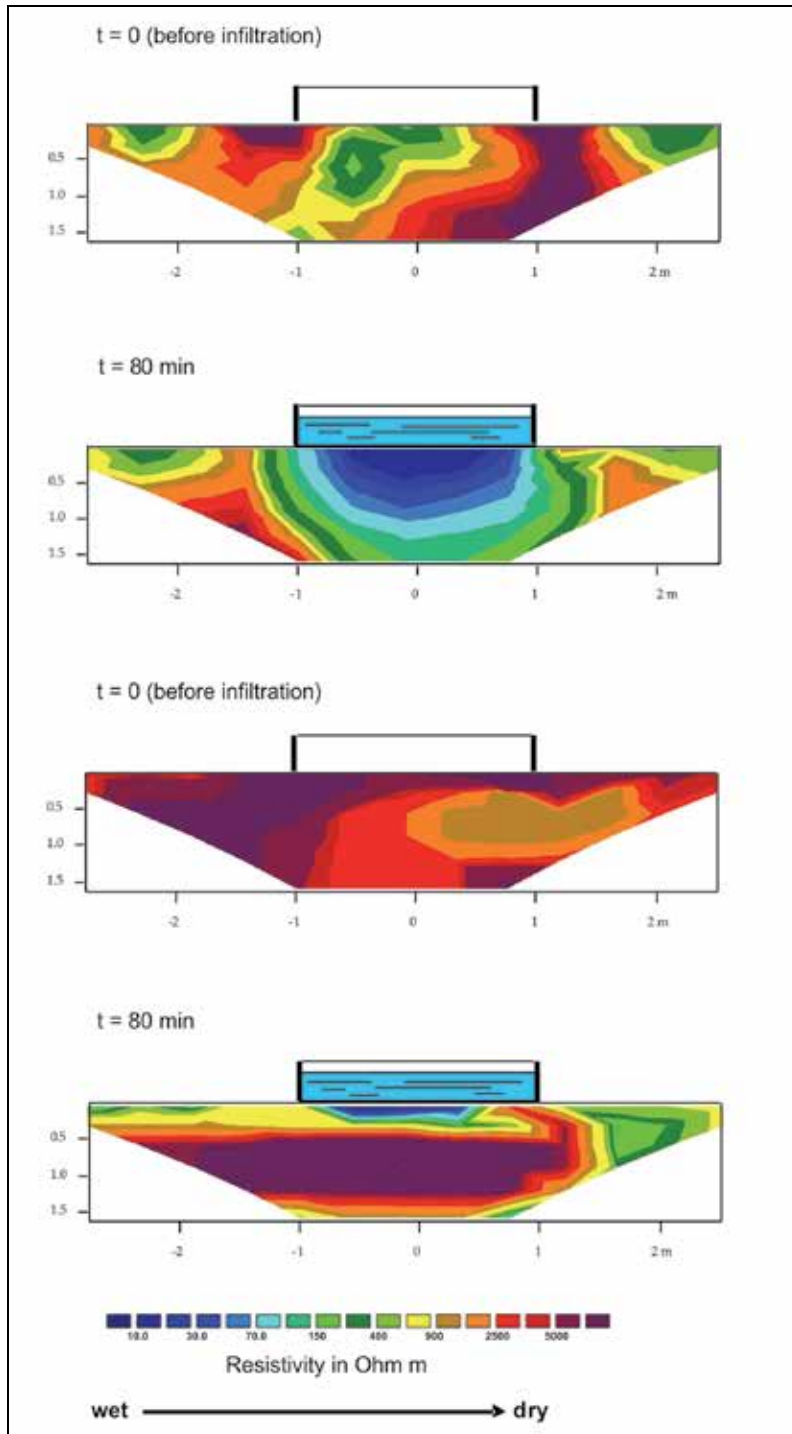 t = 0 (before infiltration)
0.5
1.0
1.5
-2 -1 0 1 2 m
t = 80 min
0.5
1.0
1.5
-2 -1 0 1 2 m
t = 0 (before infiltration)
0.5
1.0
1.5
-2 -1 0 1 2 m
t = 80 min
0.5
1.0
1.5
-2 -1 0 1 2 m
10.0 30.0 70.0 150 400 900 2500 5000
Resistivity in Ohm m
wet dry